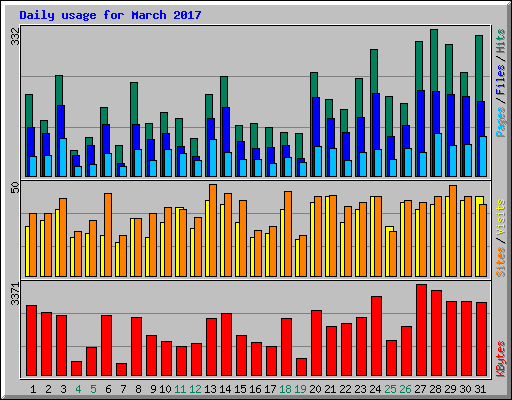 Daily usage for March 2017
332
Pages / Files / Hits
50
Sites / Visits
3371
KBytes
1 2 3 4 5 6 7 8 9 10 11 12 13 14 15 16 17 18 19 20 21 22 23 24 25 26 27 28 29 30 31